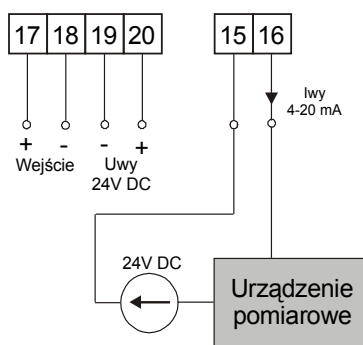 17 18 19 20 15 16
Iwy
4-20 mA
+ - - +
Wejście Uwy
24V DC
24V DC
Urządzenie
pomiarowe